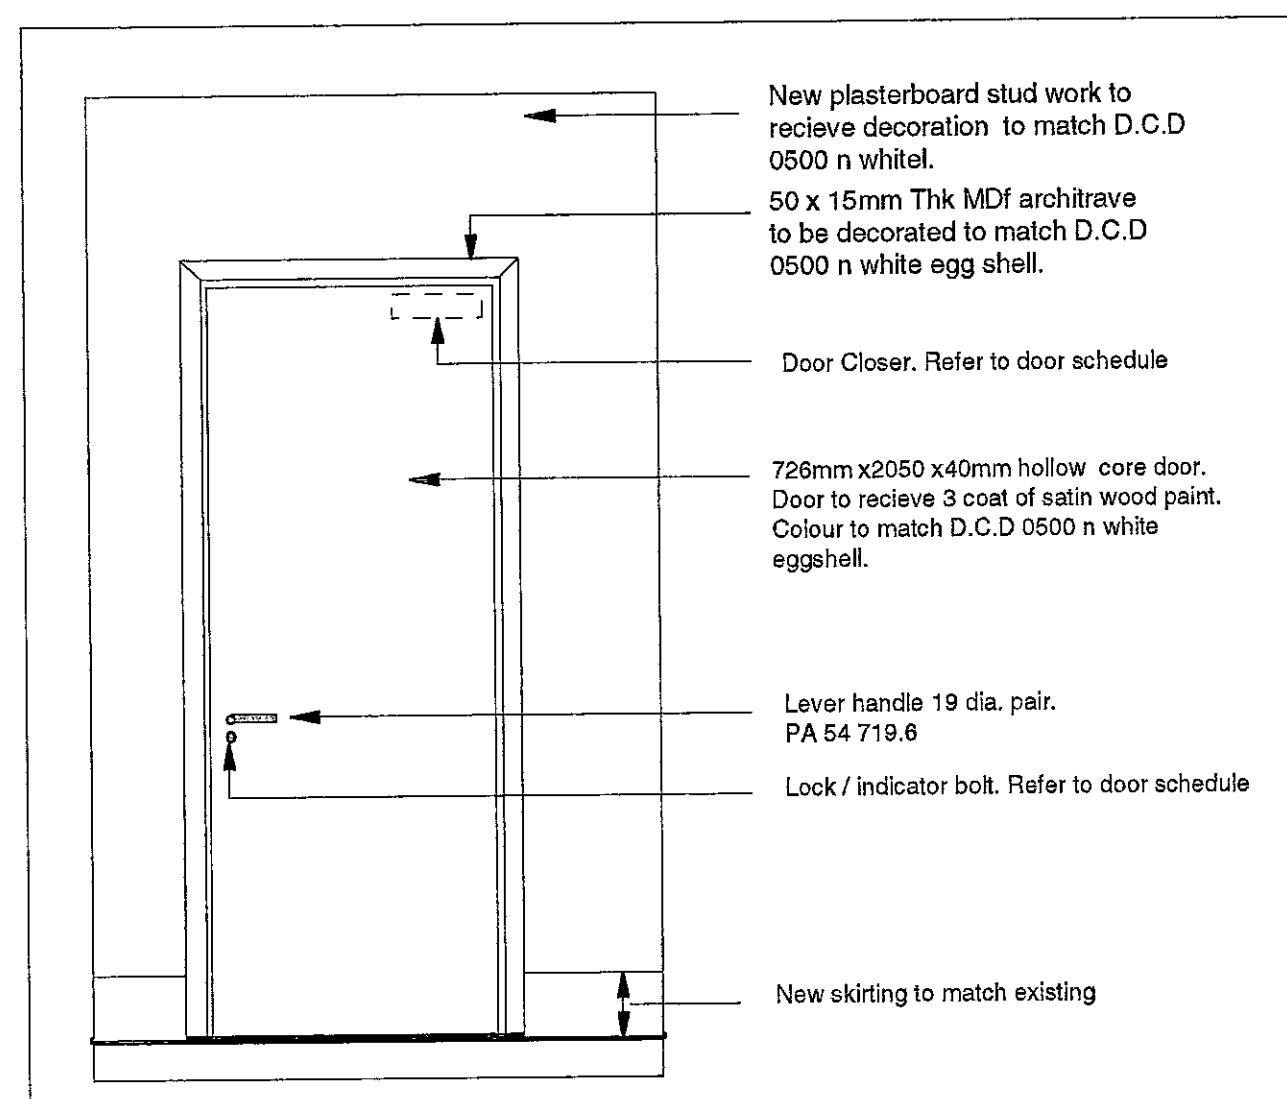 New plasterboard stud work to
recieve decoration to match D.C.D
0500 n whitel.
50 x 15mm Thk MDf architrave
to be decorated to match D.C.D
0500 n white egg shell.
Door Closer. Refer to door schedule
726mm x2050 x40mm hollow core door.
Door to recieve 3 coat of satin wood paint.
Colour to match D.C.D 0500 n white
eggshell.
Lever handle 19 dia. pair.
PA 54 719.6
Lock / indicator bolt. Refer to door schedule
New skirting to match existing